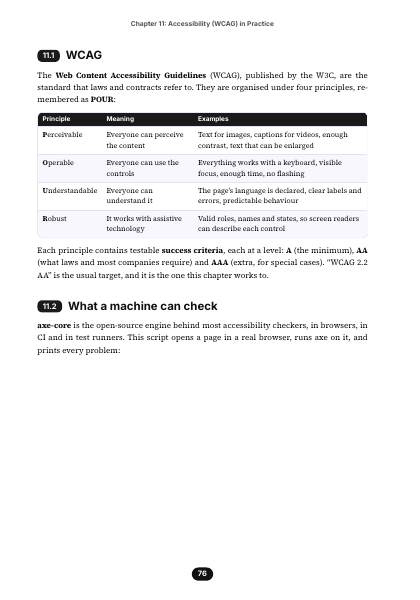 Chapter 11: Accessibility (WCAG) in Practice
11.1 WCAG
The Web Content Accessibility Guidelines (WCAG), published by the W3C, are the
standard that laws and contracts refer to. They are organised under four principles, re-
membered as POUR:
Principle Meaning Examples
Perceivable Everyone can perceive Text for images, captions for videos, enough
the content contrast, text that can be enlarged
Operable Everyone can use the Everything works with a keyboard, visible
controls focus, enough time, no flashing
Understandable Everyone can The page's language is declared, clear labels and
understand it errors, predictable behaviour
Robust It works with assistive Valid roles, names and states, so screen readers
technology can describe each control
Each principle contains testable success criteria, each at a level: A (the minimum), AA
(what laws and most companies require) and AAA (extra, for special cases). “WCAG 2.2
AA” is the usual target, and it is the one this chapter works to.
11.2 What a machine can check
axe-core is the open-source engine behind most accessibility checkers, in browsers, in
CI and in test runners. This script opens a page in a real browser, runs axe on it, and
prints every problem:
76